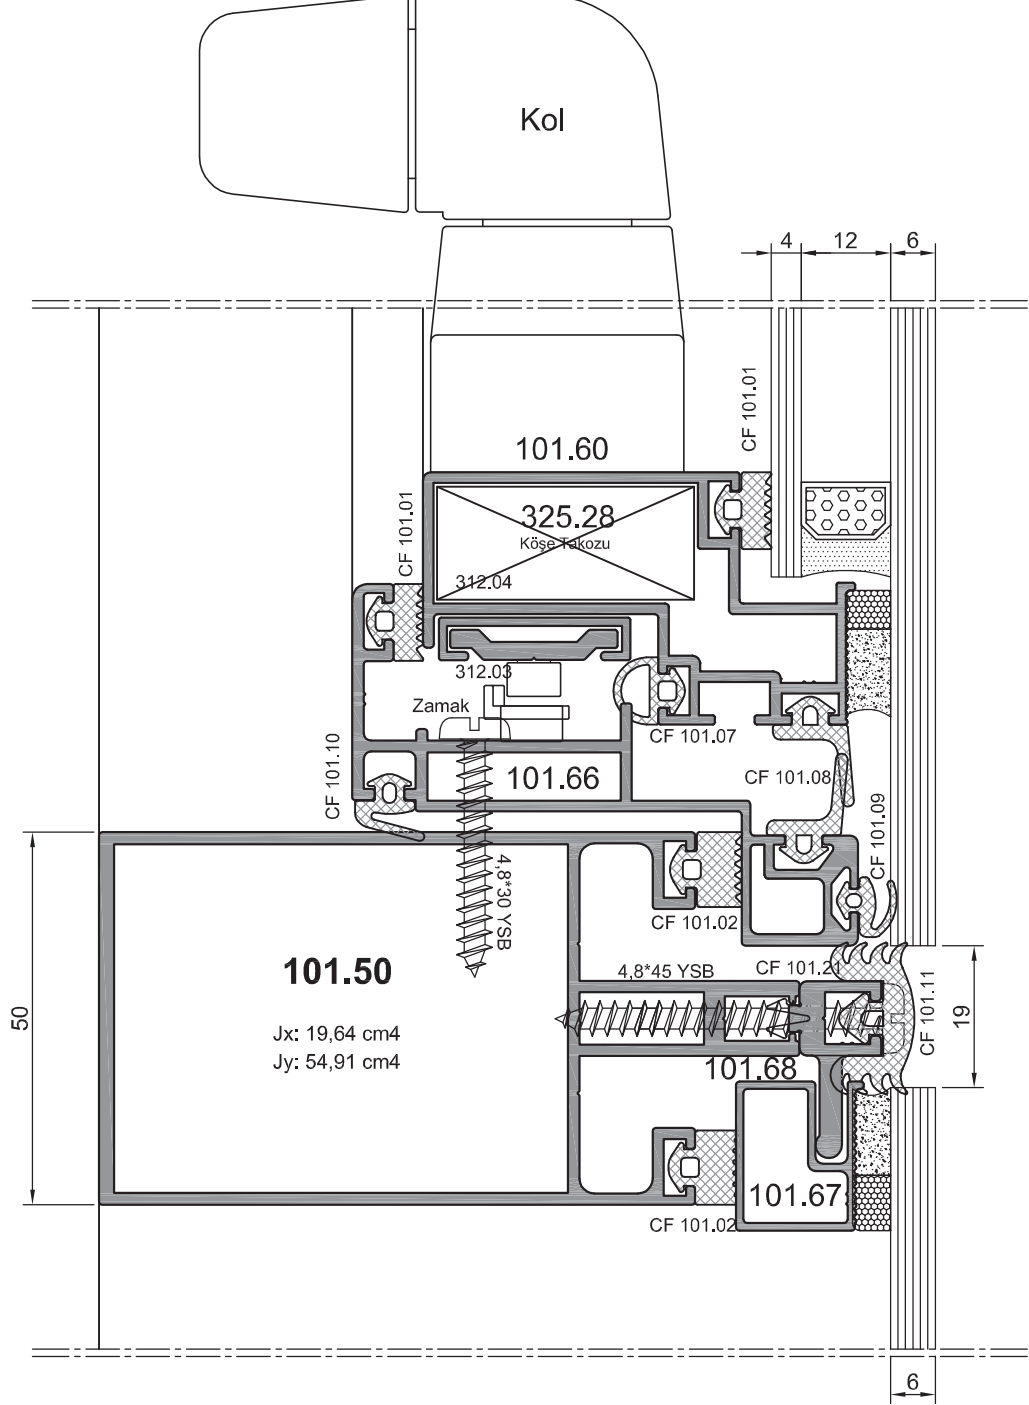 Kol
4
12
6
CF 101.01
101.60
CF 101.01
325.28
Köşe Takozu
312.04
312.03
Zamak
CF 101.07
CF 101.10
101.66
CF 101.08
CF 101.09
4,8*30 YSB
CF 101.02
50
101.50
4,8*45 YSB
CF 101.21
CF 101.11
19
Jx: 19,64 cm4
Jy: 54,91 cm4
101.68
101.67
CF 101.02
6